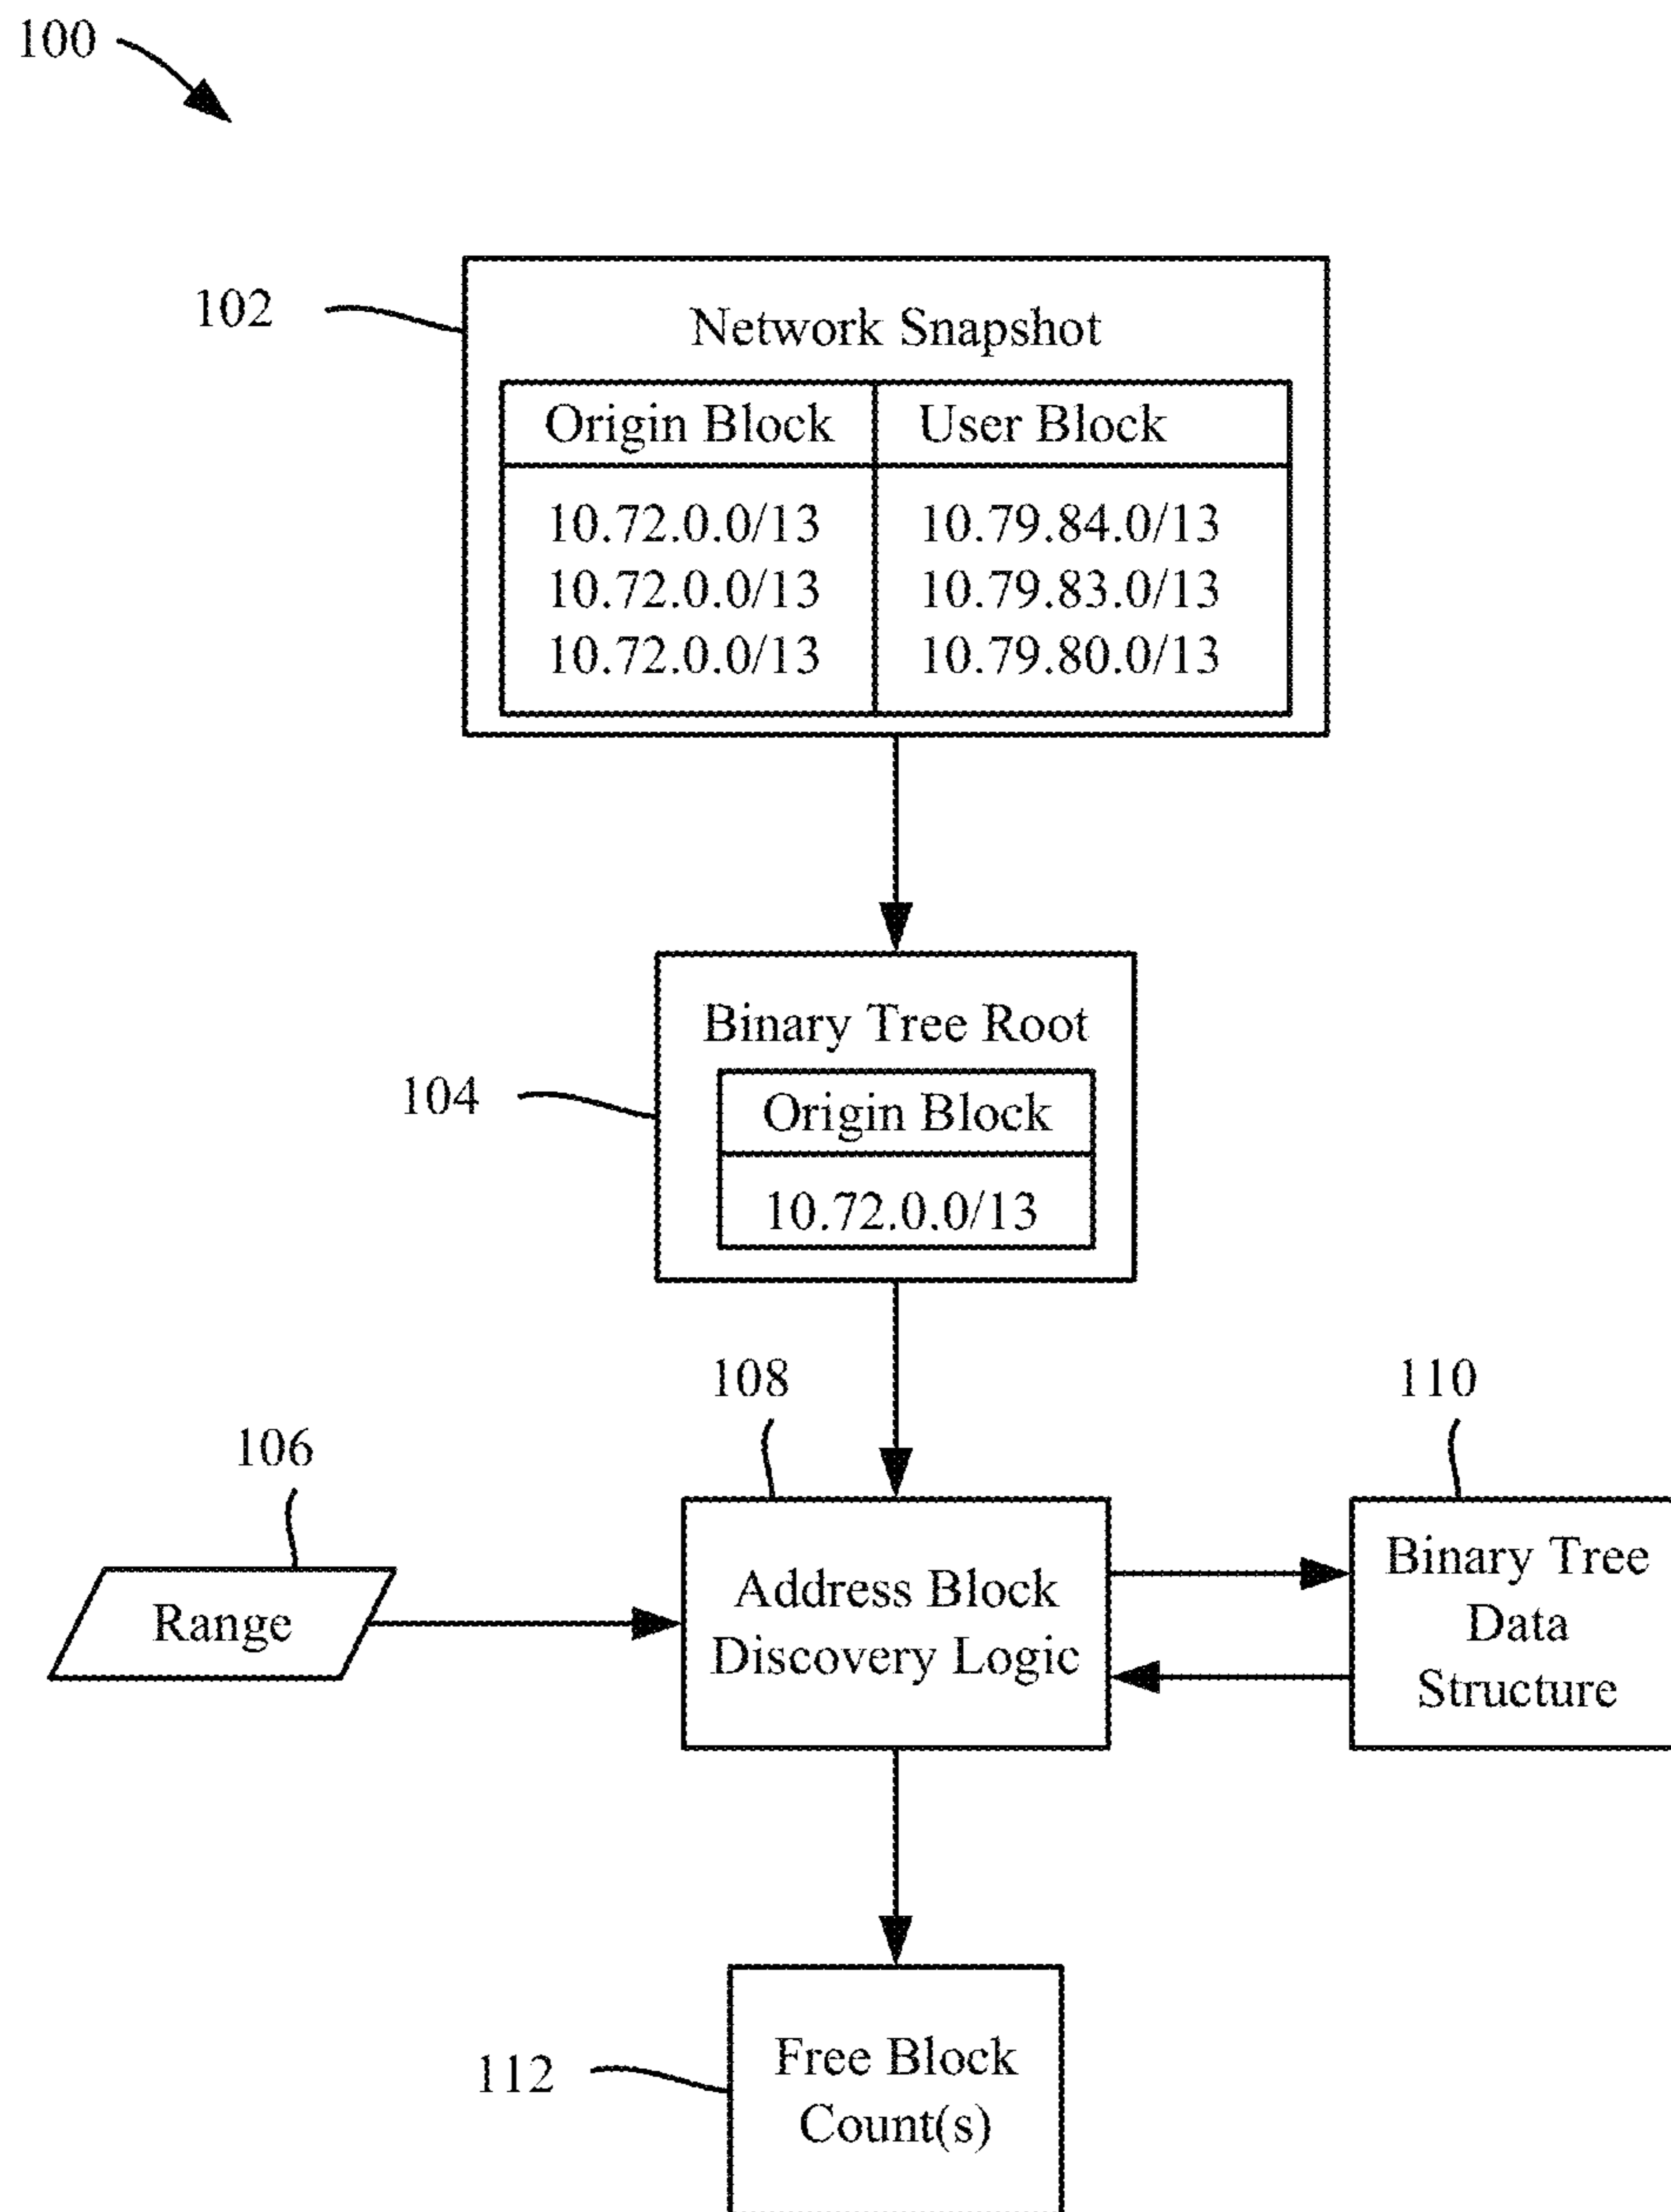 100
102
Network Snapshot
Origin Block User Block
10.72.0.0/13 10.79.84.0/13
10.72.0.0/13 10.79.83.0/13
10.72.0.0/13 10.79.80.0/13
Binary Tree Root
104
Origin Block
10.72.0.0/13
108
110
106
Range
Address Block
Discovery Logic
Binary Tree
Data
Structure
112
Free Block
Count(s)